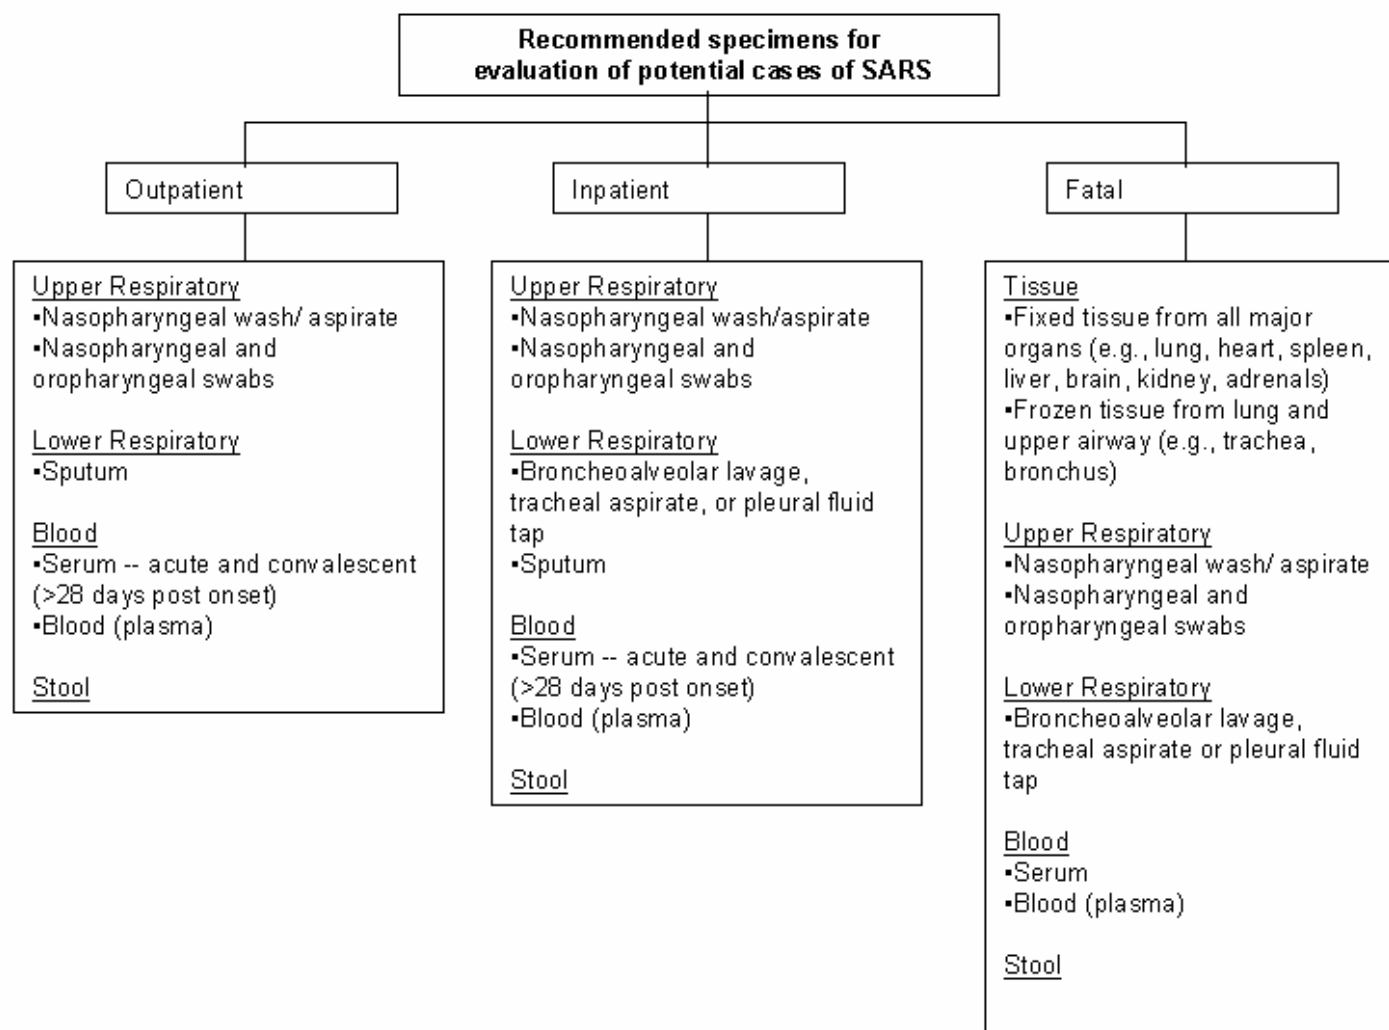 Recommended specimens for
evaluation of potential cases of SARS
Outpatient
Inpatient
Fatal
Upper Respiratory
▪Nasopharyngeal wash/ aspirate
▪Nasopharyngeal and
oropharyngeal swabs
Lower Respiratory
▪Sputum
Blood
▪Serum -- acute and convalescent
(>28 days post onset)
▪Blood (plasma)
Stool
Upper Respiratory
▪Nasopharyngeal wash/aspirate
▪Nasopharyngeal and
oropharyngeal swabs
Lower Respiratory
▪Broncheoalveolar lavage,
tracheal aspirate, or pleural fluid
tap
▪Sputum
Blood
▪Serum -- acute and convalescent
(>28 days post onset)
▪Blood (plasma)
Stool
Tissue
▪Fixed tissue from all major
organs (e.g., lung, heart, spleen,
liver, brain, kidney, adrenals)
▪Frozen tissue from lung and
upper airway (e.g., trachea,
bronchus)
Upper Respiratory
▪Nasopharyngeal wash/ aspirate
▪Nasopharyngeal and
oropharyngeal swabs
Lower Respiratory
▪Broncheoalveolar lavage,
tracheal aspirate or pleural fluid
tap
Blood
▪Serum
▪Blood (plasma)
Stool